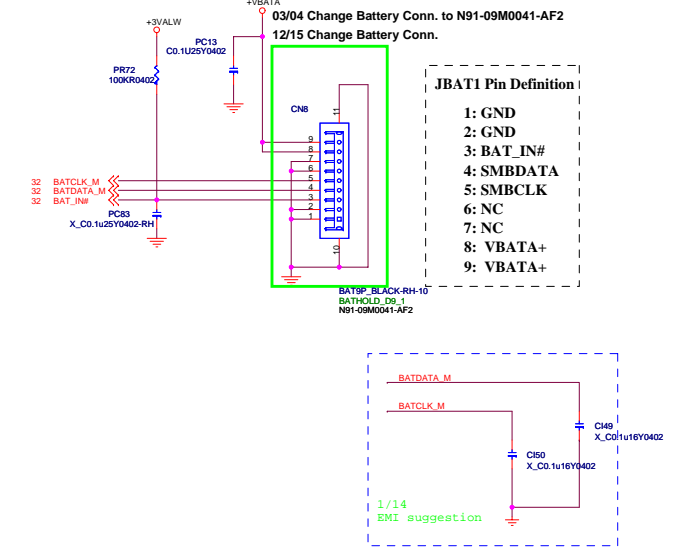 +VBATA
03/04 Change Battery Conn. to N91-09M0041-AF2
12/15 Change Battery Conn.
+3VALW
PC13
C0.1U25Y0402
PR72
100KR0402
CN8
11
9
8
7
6
5
4
3
2
1
10
32 BATCLK_M
32 BATDATA_M
32 BAT_IN#
PC83
X_C0.1u25Y0402-RH
BAT9P_BLACK-RH-10
BATHOLD_D9_1
N91-09M0041-AF2
JBAT1 Pin Definition
1: GND
2: GND
3: BAT_IN#
4: SMBDATA
5: SMBCLK
6: NC
7: NC
8: VBATA+
9: VBATA+
BATDATA_M
BATCLK_M
CI49
X_C0.1u16Y0402
CI50
X_C0.1u16Y0402
1/14
EMI suggestion